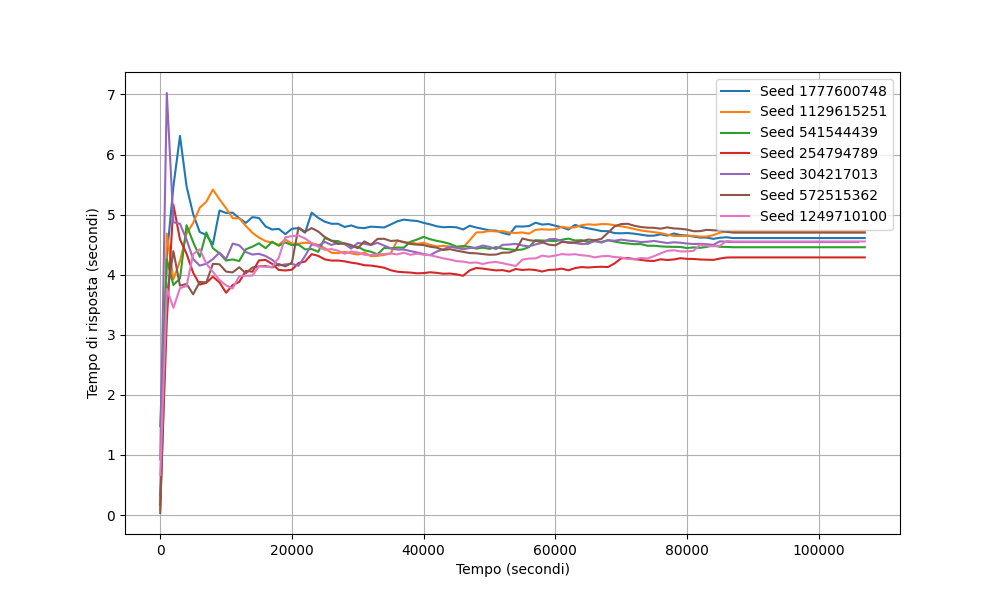 Seed 1777600748
Seed 1129615251
Seed 541544439
Seed 254794789
Seed 304217013
Seed 572515362
Seed 1249710100
7
6
5
4
3
2
1
0
Tempo di risposta (secondi)
0 20000 40000 60000 80000 100000
Tempo (secondi)